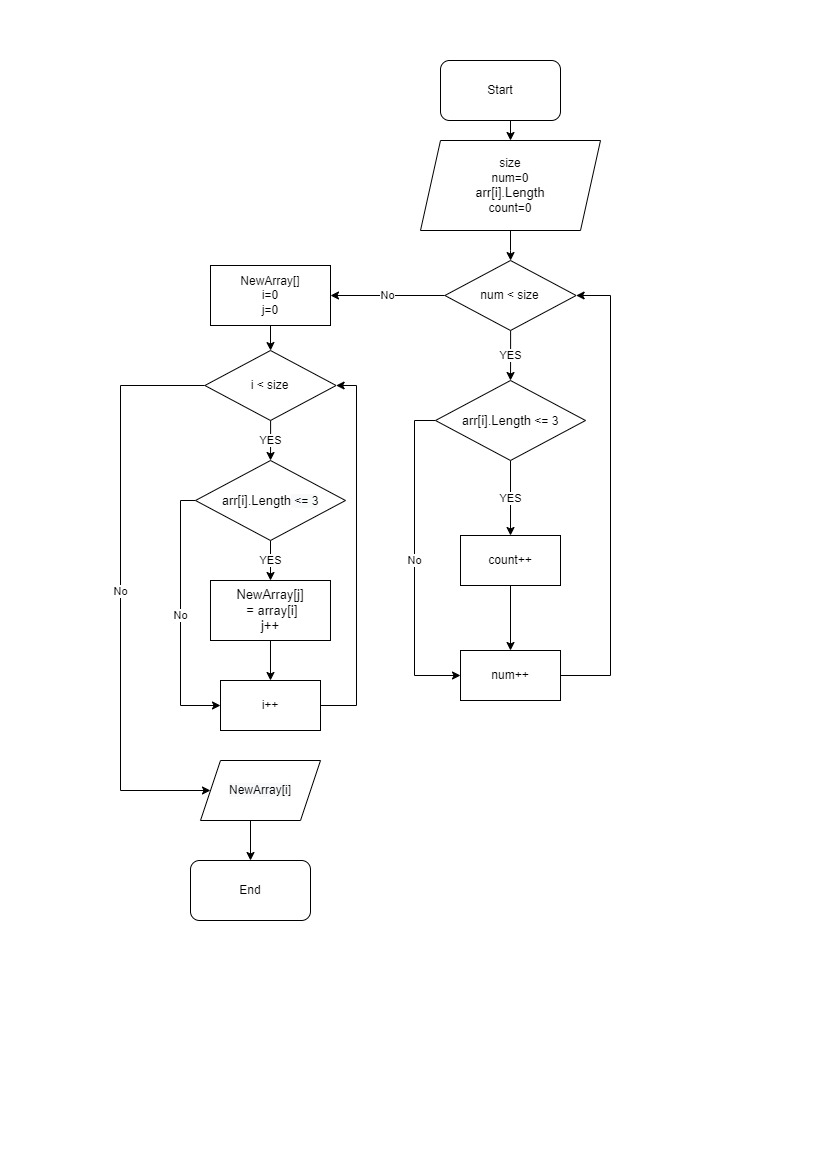 Start
size
num=0
arr[i].Length
count=0
num < size
No
NewArray[]
i=0
j=0
YES
arr[i].Length <= 3
YES
count++
No
num++
i < size
YES
arr[i].Length <= 3
YES
NewArray[j]
= array[i]
j++
No
No
i++
NewArray[i]
End